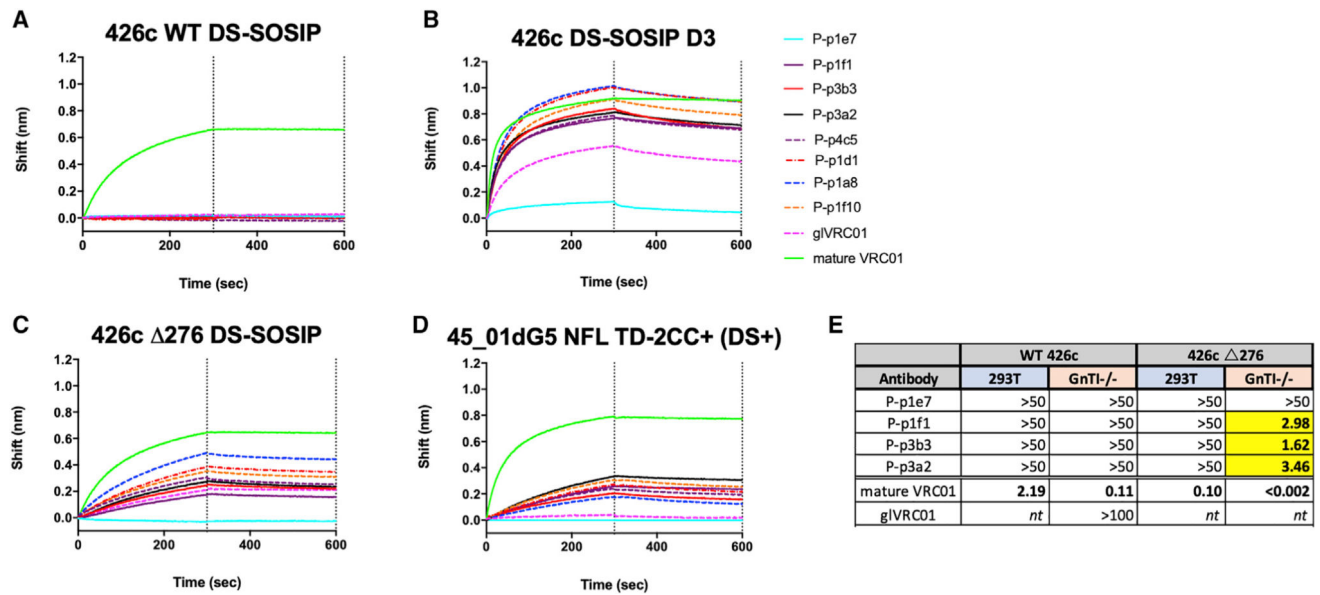 A
426c WT DS-SOSIP
Shift (nm)
1.2
1.0
0.8
0.6
0.4
0.2
0.0
0 200 400 600
Time (sec)
B
426c DS-SOSIP D3
Shift (nm)
1.2
1.0
0.8
0.6
0.4
0.2
0.0
0 200 400 600
Time (sec)
P-p1e7
P-p1f1
P-p3b3
P-p3a2
P-p4c5
P-p1d1
P-p1a8
P-p1f10
glVRC01
mature VRC01
C
426c Δ276 DS-SOSIP
Shift (nm)
1.2
1.0
0.8
0.6
0.4
0.2
0.0
0 200 400 600
Time (sec)
D
45_01dG5 NFL TD-2CC+ (DS+)
Shift (nm)
1.2
1.0
0.8
0.6
0.4
0.2
0.0
0 200 400 600
Time (sec)
E
WT 426c 426c △276
Antibody 293T GnTI-/- 293T GnTI-/-
P-p1e7 >50 >50 >50 >50
P-p1f1 >50 >50 >50 2.98
P-p3b3 >50 >50 >50 1.62
P-p3a2 >50 >50 >50 3.46
mature VRC01 2.19 0.11 0.10 <0.002
glVRC01 nt >100 nt nt